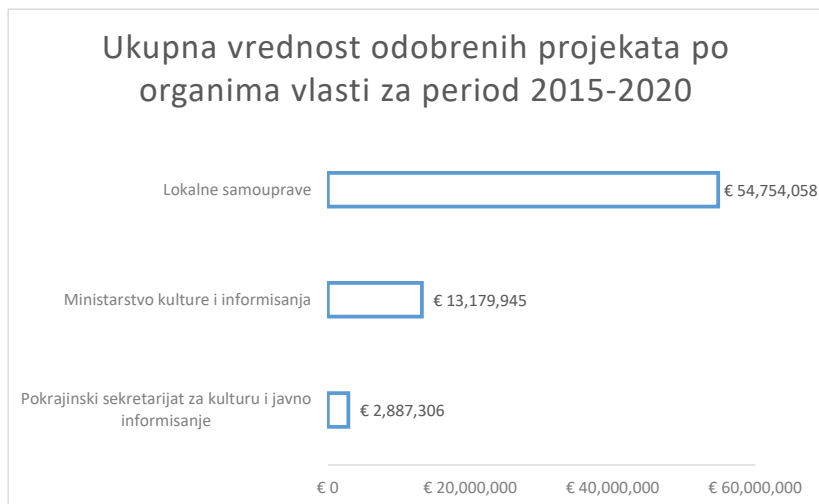 Ukupna vrednost odobrenih projekata po
organima vlasti za period 2015-2020
Lokalne samouprave
€ 54,754,058
Ministarstvo kulture i informisanja
€ 13,179,945
Pokrajinski sekretarijat za kulturu i javno
informisanje
€ 2,887,306
€ 0
€ 20,000,000
€ 40,000,000
€ 60,000,000